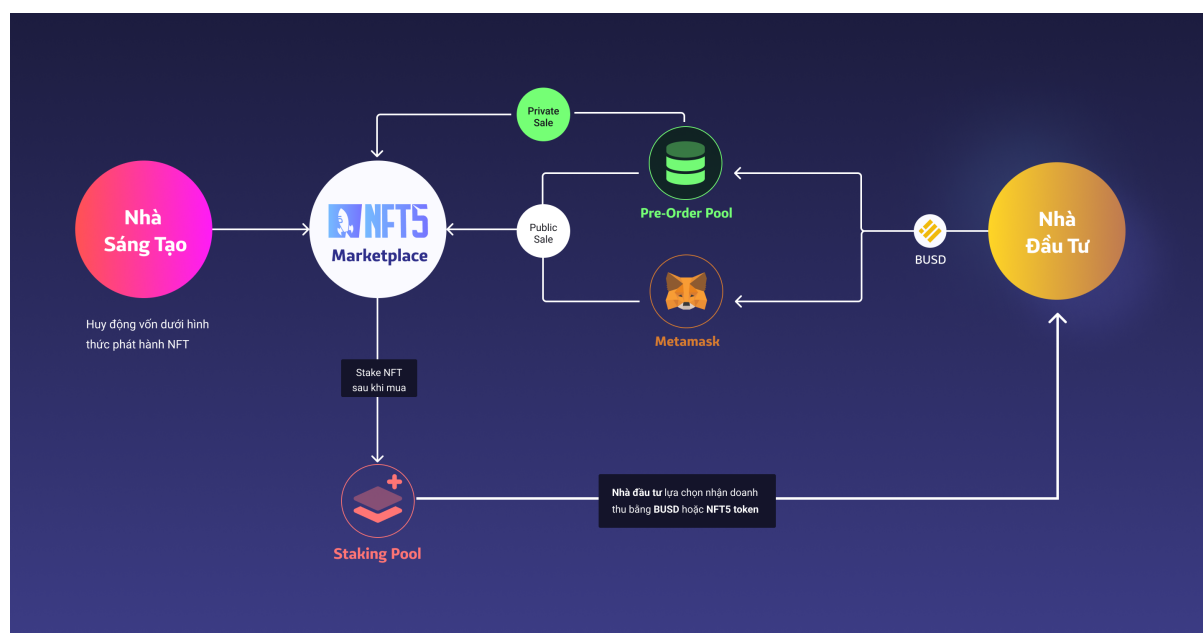 Private
Sale
Nhà
Sáng Tạo
NFT5
Marketplace
Public
Sale
Pre-Order Pool
BUSD
Nhà
Đầu Tư
Huy động vốn dưới hình
thức phát hành NFT
Metamask
Stake NFT
sau khi mua
Nhà đầu tư lựa chọn nhận doanh
thu bằng BUSD hoặc NFT5 token
Staking Pool